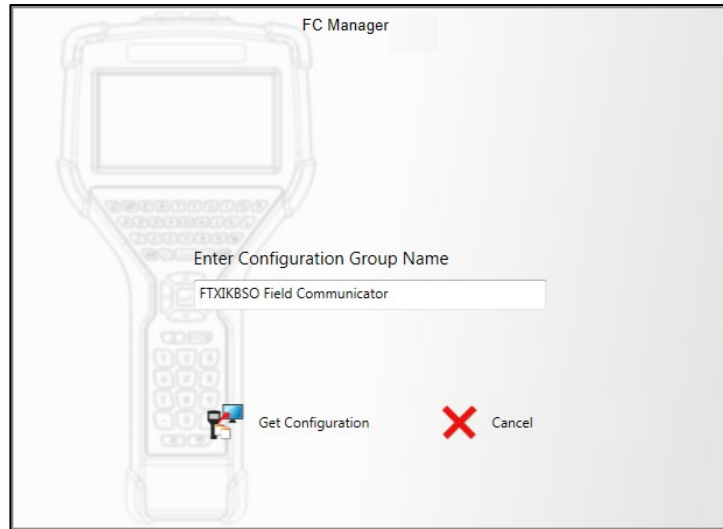 FC Manager
Enter Configuration Group Name
FTXIKBSO Field Communicator
Get Configuration
Cancel